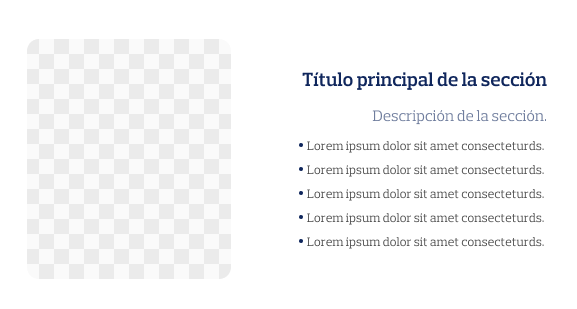 Título principal de la sección
Descripción de la sección.
• Lorem ipsum dolor sit amet consecteturds.
• Lorem ipsum dolor sit amet consecteturds.
• Lorem ipsum dolor sit amet consecteturds.
• Lorem ipsum dolor sit amet consecteturds.
• Lorem ipsum dolor sit amet consecteturds.